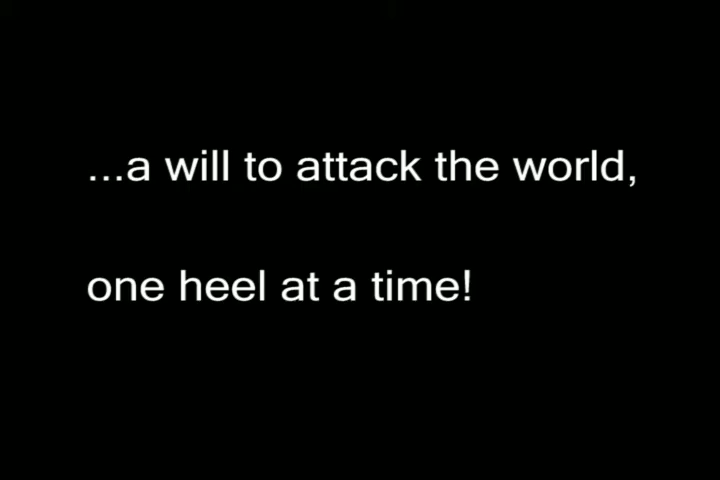 ...a will to attack the world,
one heel at a time!